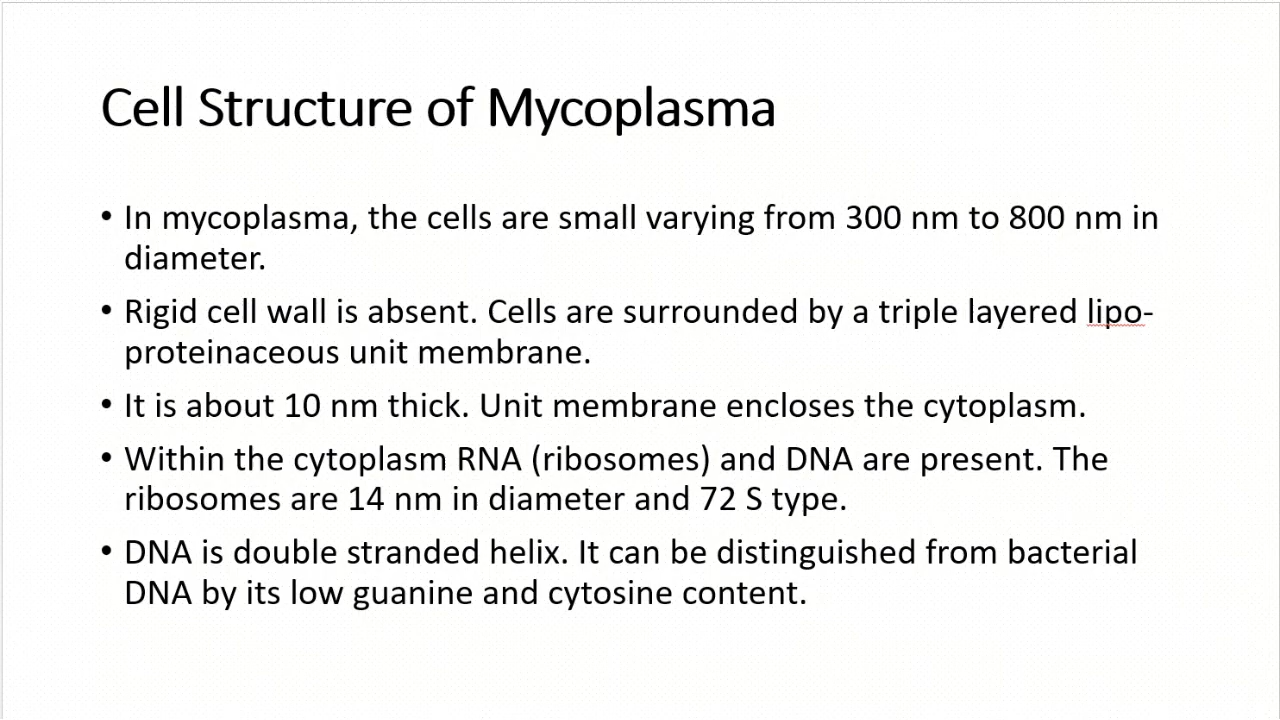 Cell Structure of Mycoplasma
• In mycoplasma, the cells are small varying from 300 nm to 800 nm in
diameter.
• Rigid cell wall is absent. Cells are surrounded by a triple layered lipo-
proteinaceous unit membrane.
• It is about 10 nm thick. Unit membrane encloses the cytoplasm.
• Within the cytoplasm RNA (ribosomes) and DNA are present. The
ribosomes are 14 nm in diameter and 72 S type.
• DNA is double stranded helix. It can be distinguished from bacterial
DNA by its low guanine and cytosine content.